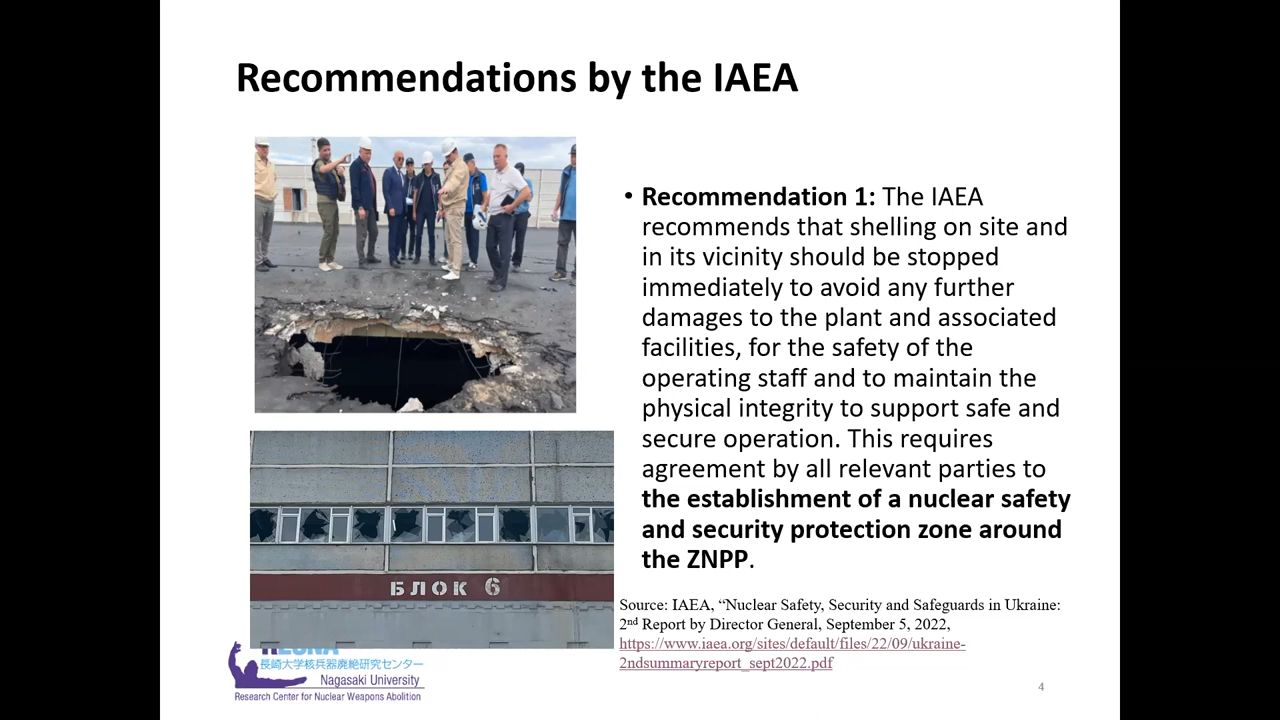 Recommendations by the IAEA
• Recommendation 1: The IAEA
recommends that shelling on site and
in its vicinity should be stopped
immediately to avoid any further
damages to the plant and associated
facilities, for the safety of the
operating staff and to maintain the
physical integrity to support safe and
secure operation. This requires
agreement by all relevant parties to
the establishment of a nuclear safety
and security protection zone around
the ZNPP.
БЛОК 6
Source: IAEA, “Nuclear Safety, Security and Safeguards in Ukraine:
2nd Report by Director General, September 5, 2022,
https://www.iaea.org/sites/default/files/22/09/ukraine-
2ndsummaryreport_sept2022.pdf
長崎大学核兵器廃絶研究センター
Nagasaki University
Research Center for Nuclear Weapons Abolition
4